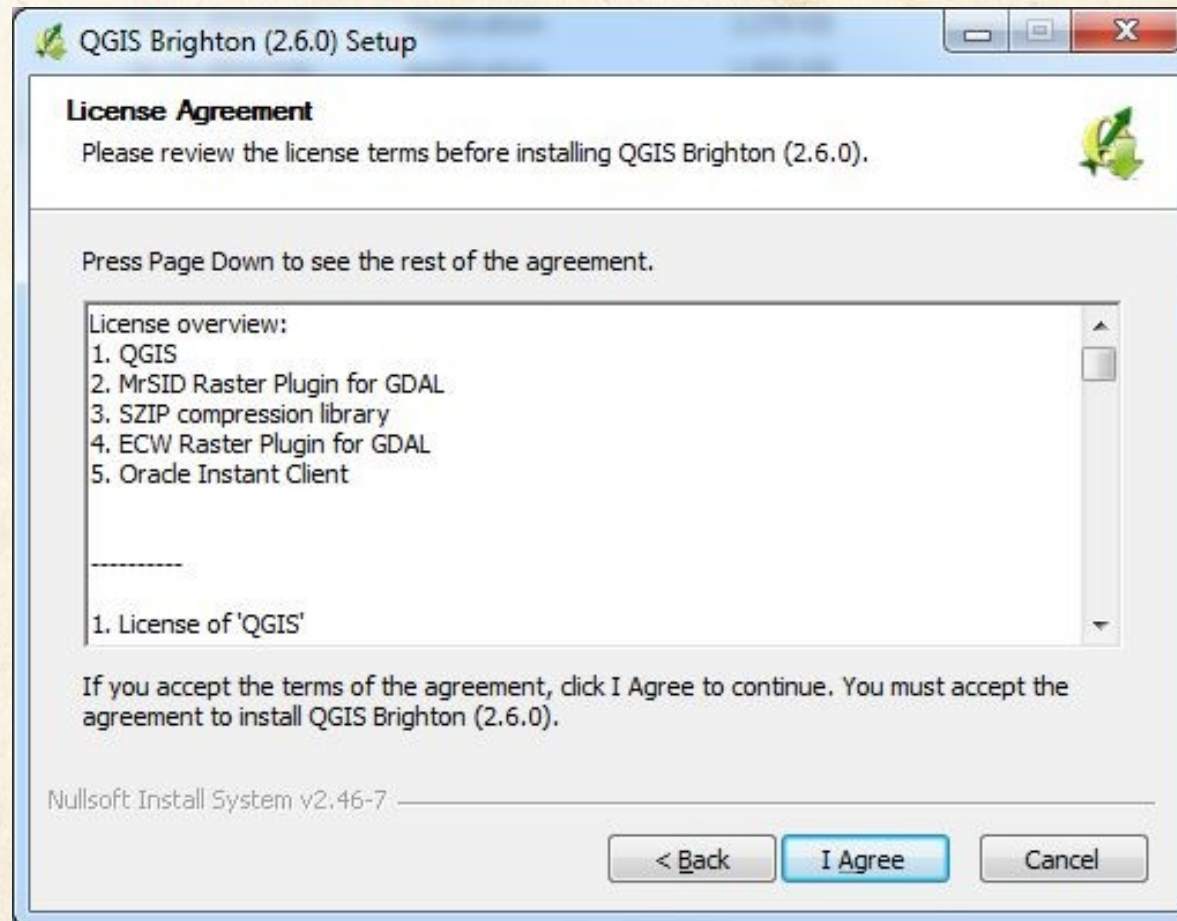 QGIS Brighton (2.6.0) Setup
License Agreement
Please review the license terms before installing QGIS Brighton (2.6.0).
Press Page Down to see the rest of the agreement.
License overview:
1. QGIS
2. MrSID Raster Plugin for GDAL
3. SZIP compression library
4. ECW Raster Plugin for GDAL
5. Oracle Instant Client
----------
1. License of 'QGIS'
If you accept the terms of the agreement, click I Agree to continue. You must accept the
agreement to install QGIS Brighton (2.6.0).
Nullsoft Install System v2.46-7
< Back
I Agree
Cancel